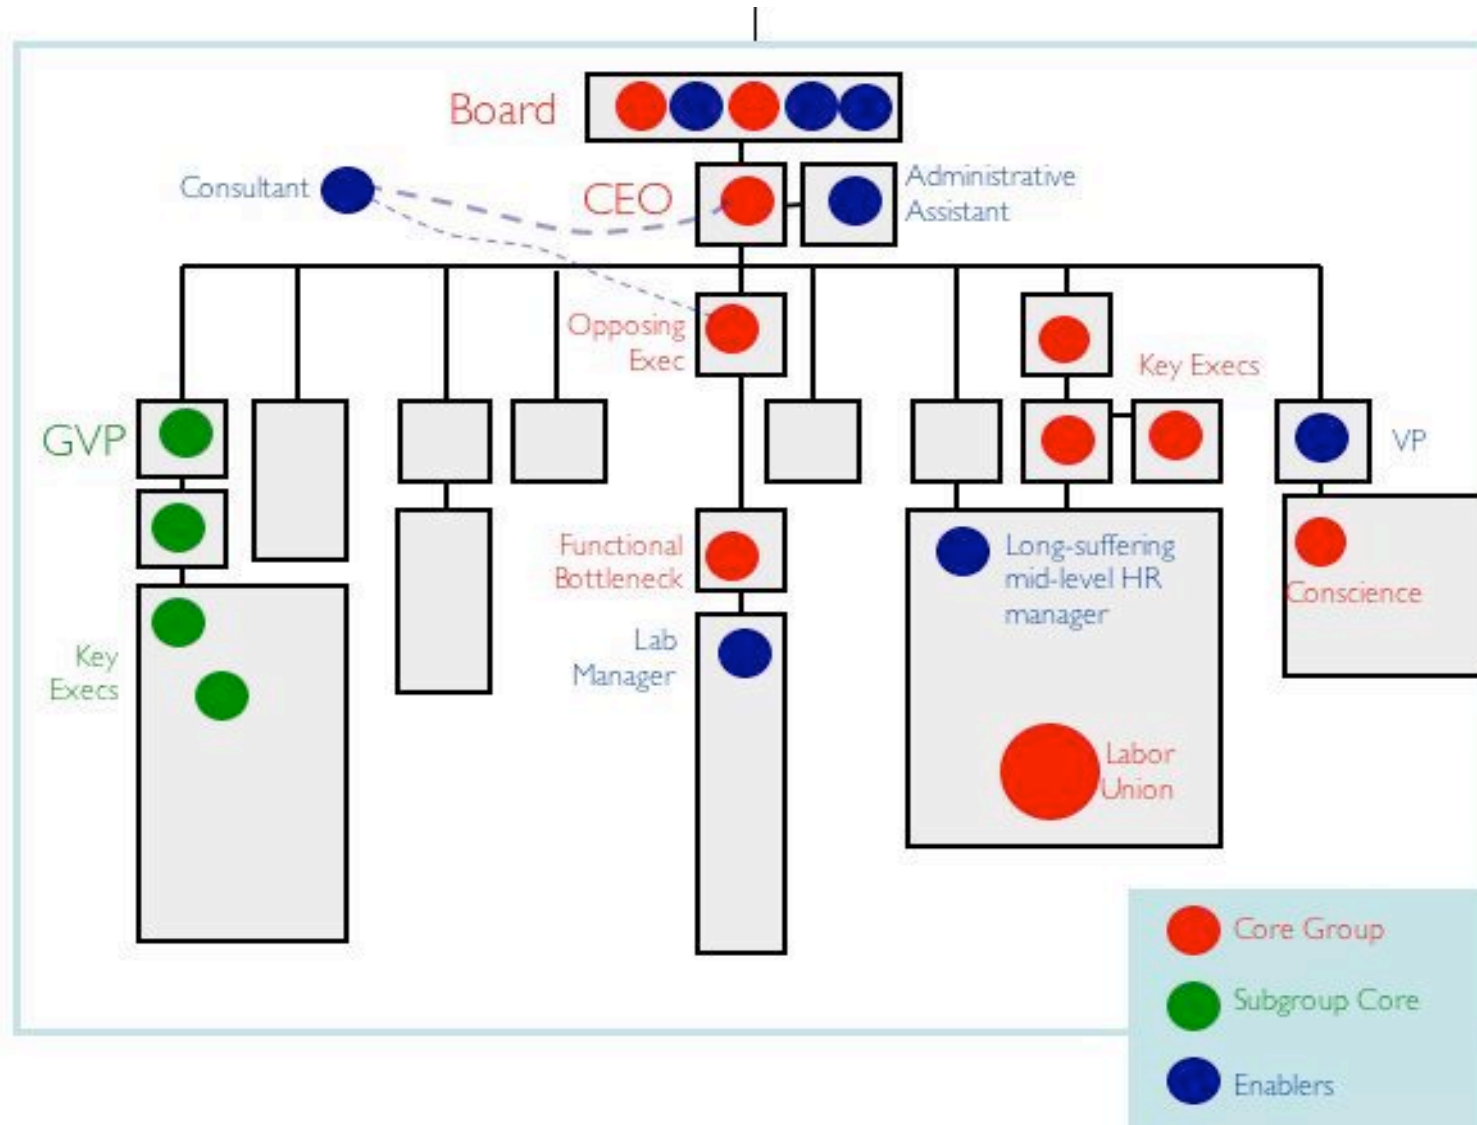 Board
Consultant
CEO
Administrative
Assistant
Opposing
Exec
Key Execs
GVP
VP
Functional
Bottleneck
Long-suffering
mid-level HR
manager
Conscience
Lab
Manager
Key
Execs
Labor
Union
Core Group
Subgroup Core
Enablers